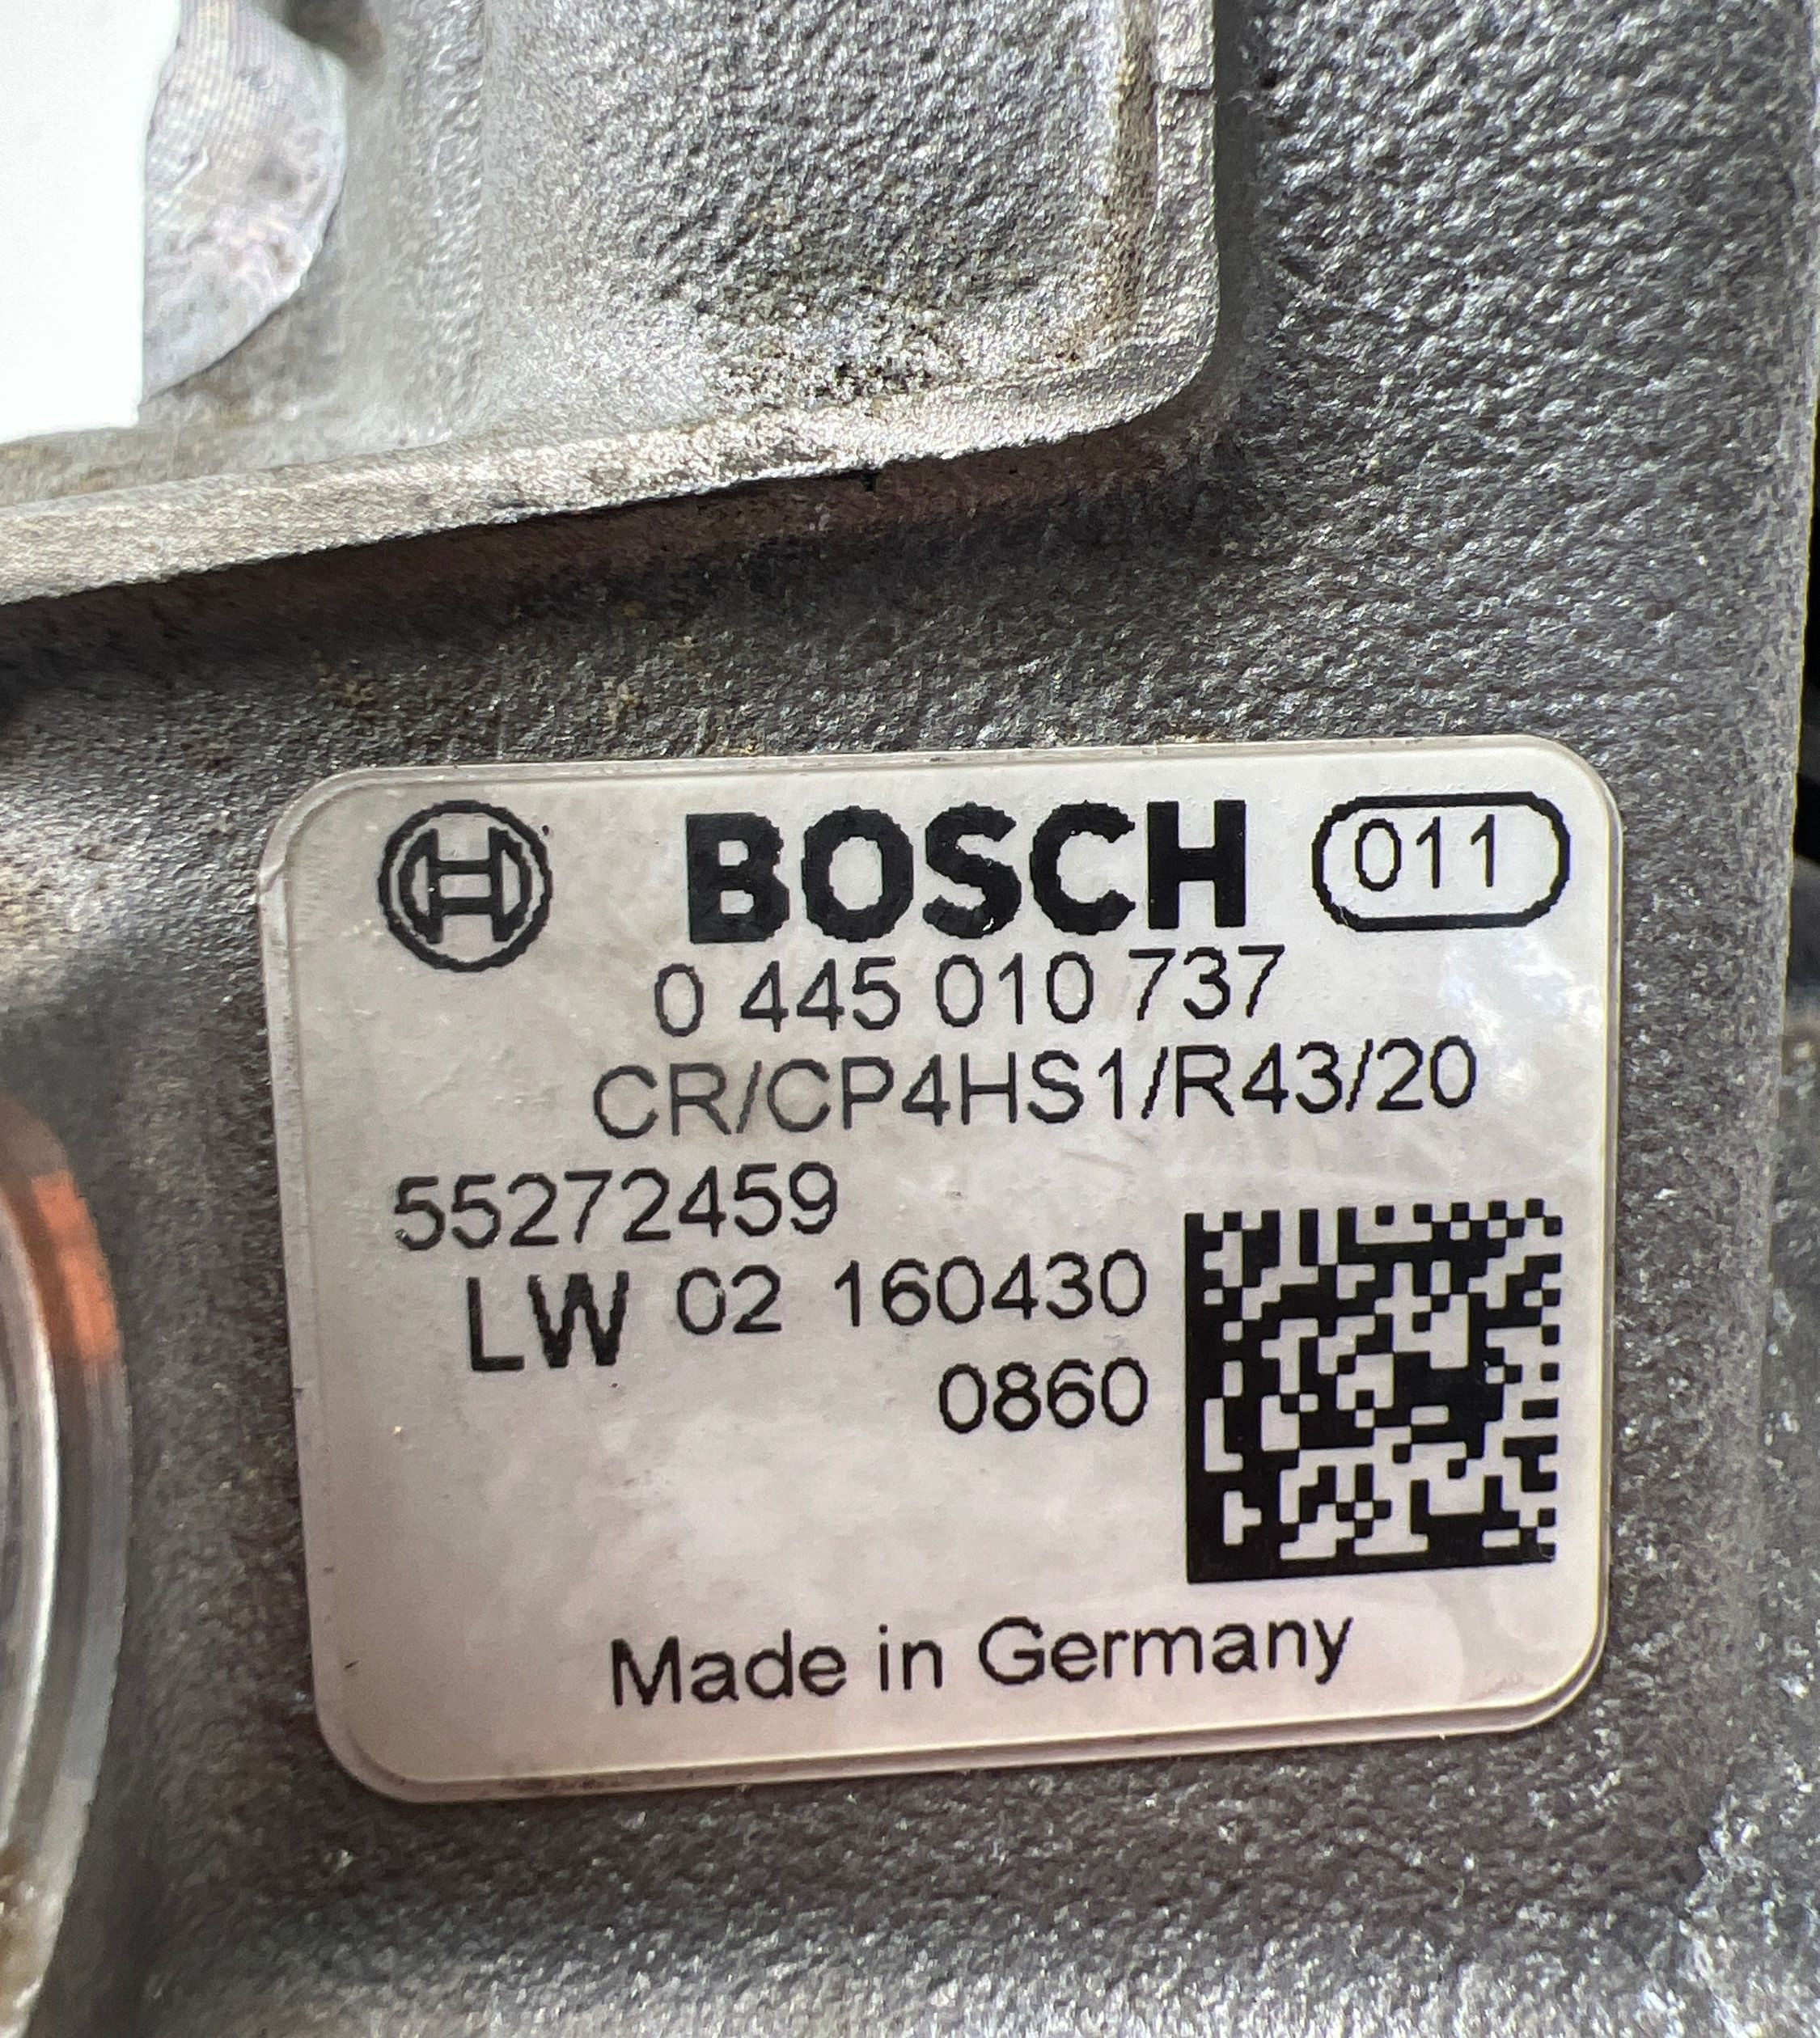 BOSCH 011
0 445 010 737
CR/CP4HS1/R43/20
55272459
LW 02 160430
0860
Made in Germany